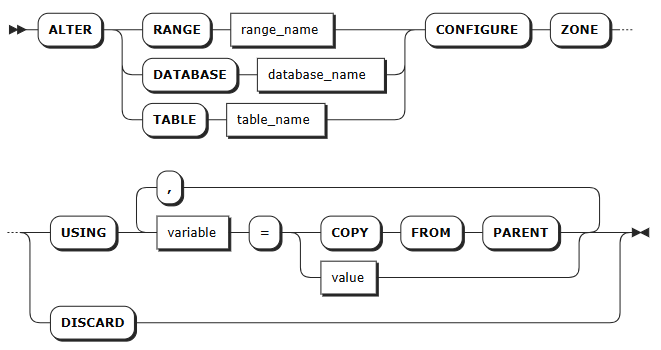 ALTER RANGE range_name CONFIGURE ZONE
DATABASE database_name
TABLE table_name
,
USING variable = COPY FROM PARENT
value
DISCARD